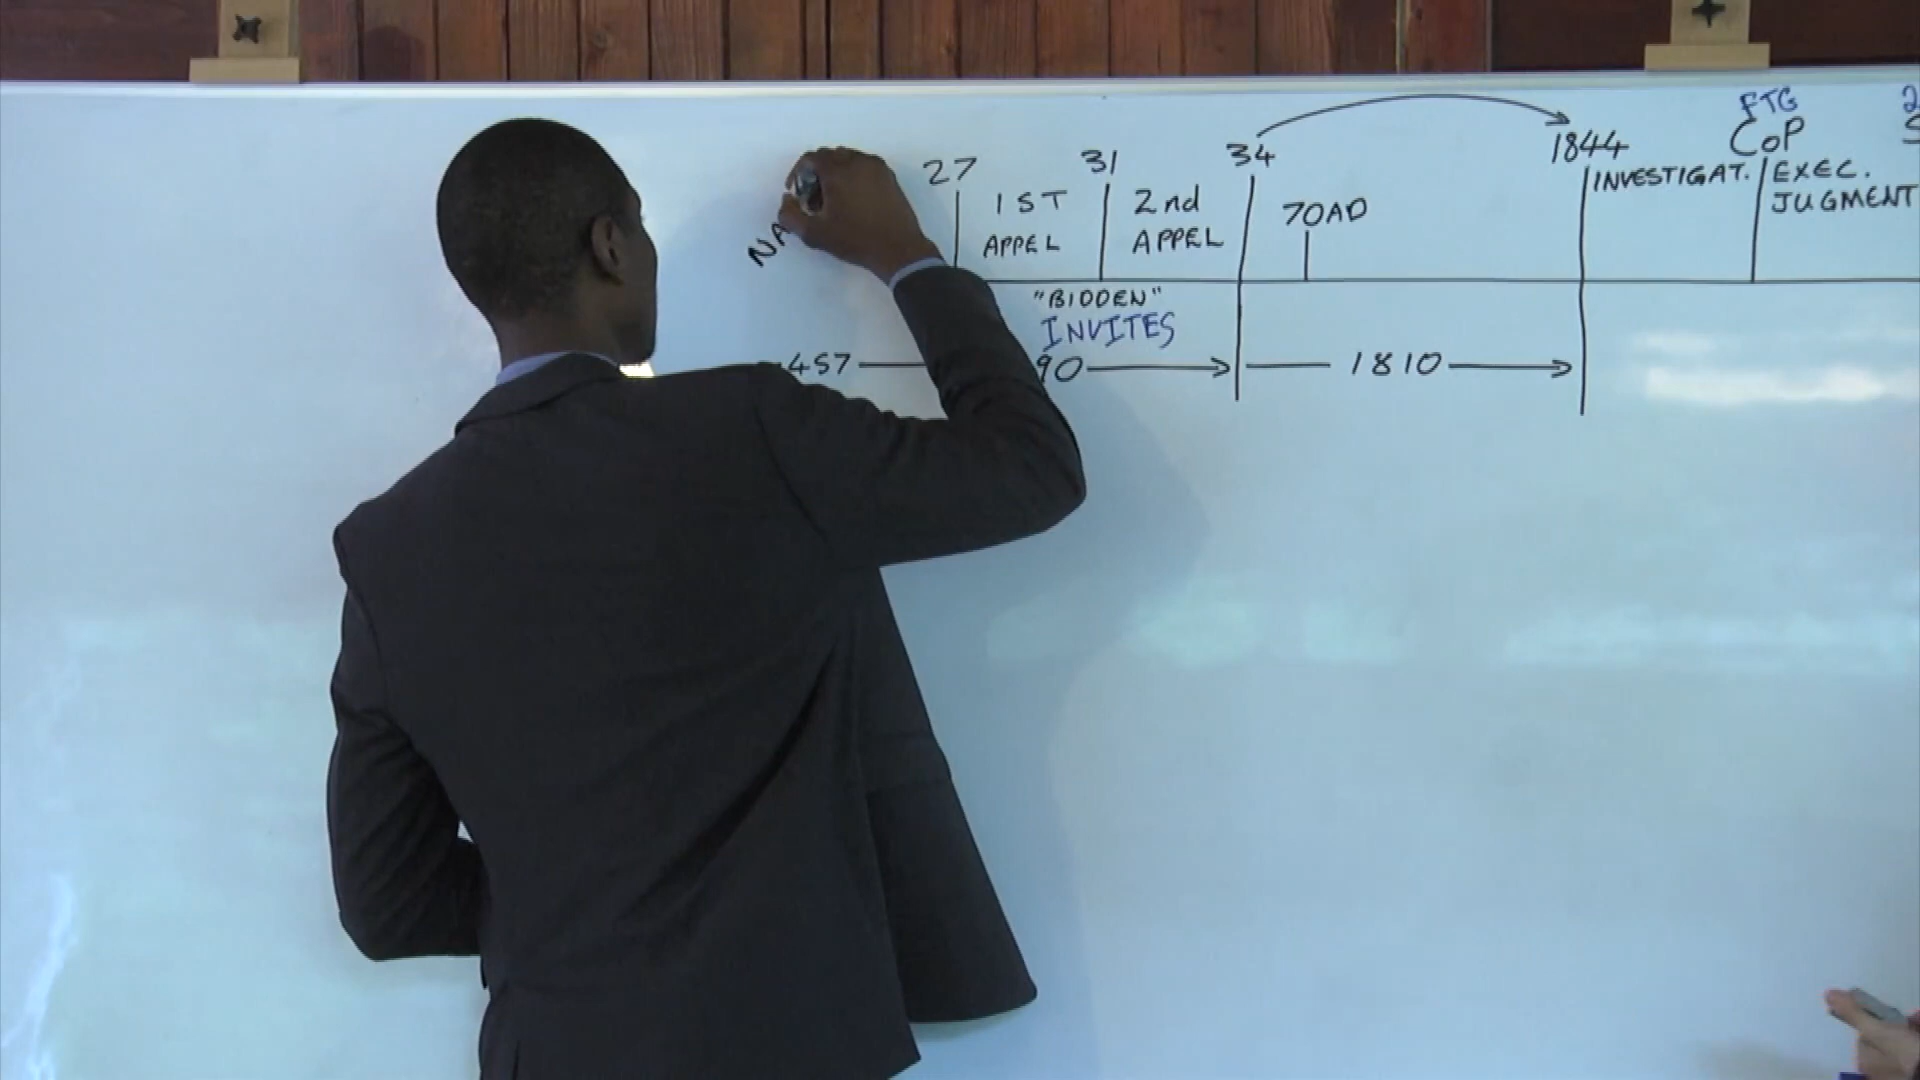 FTG
27
31
34
1844
CoP
1ST
APPEL
2nd
APPEL
70AD
INVESTIGAT.
EXEC.
JUGMENT
"BIDDEN"
INVITES
457
90
1810